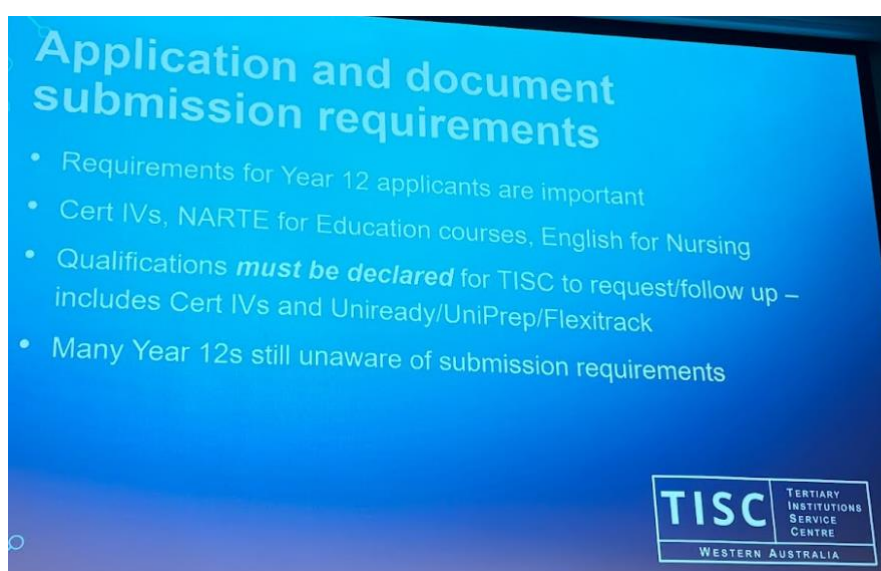 Application and document
submission requirements
• Requirements for Year 12 applicants are important
• Cert IVs, NARTE for Education courses, English for Nursing
• Qualifications must be declared for TISC to request/follow up –
includes Cert IVs and Uniready/UniPrep/Flexitrack
• Many Year 12s still unaware of submission requirements
TISC
TERTIARY
INSTITUTIONS
SERVICE
CENTRE
WESTERN AUSTRALIA